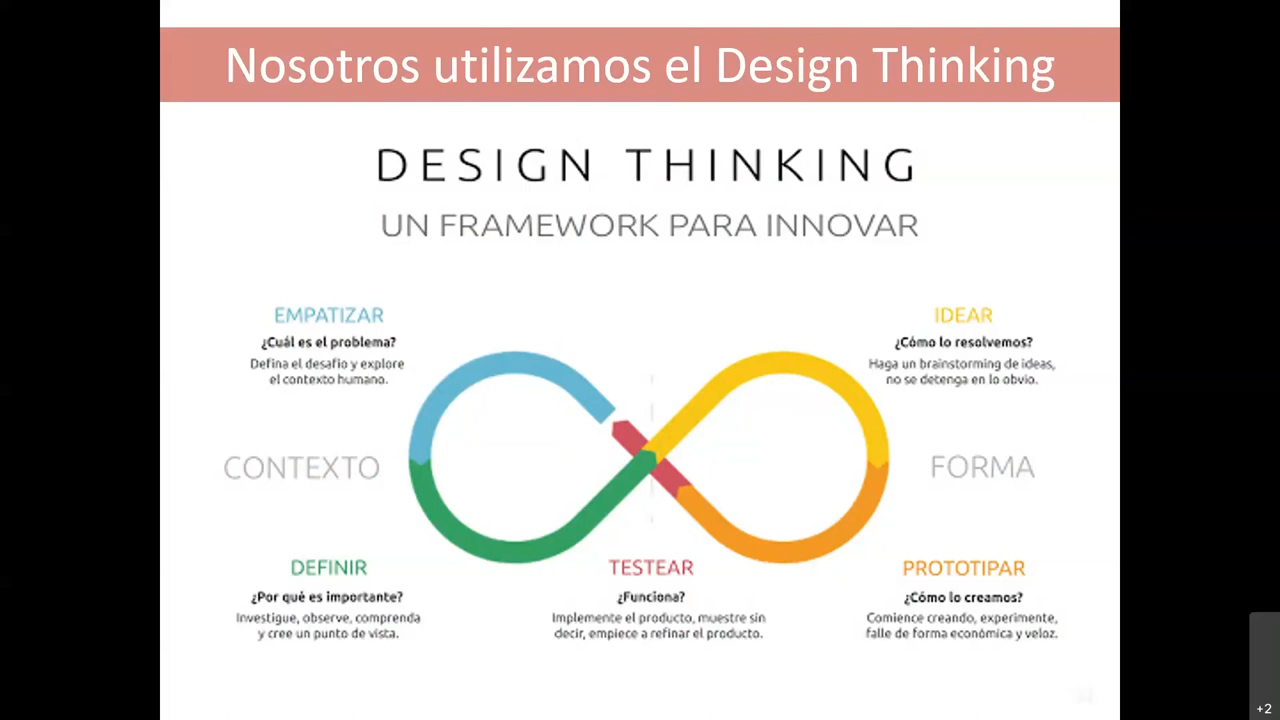 Nosotros utilizamos el Design Thinking
DESIGN THINKING
UN FRAMEWORK PARA INNOVAR
EMPATIZAR
¿Cuál es el problema?
Defina el desafío y explore
el contexto humano.
IDEAR
¿Cómo lo resolvemos?
Haga un brainstorming de ideas,
no se detenga en lo obvio.
CONTEXTO
FORMA
DEFINIR
¿Por qué es importante?
Investigue, observe, comprenda
y cree un punto de vista.
TESTEAR
¿Funciona?
Implemente el producto, muestre sin
decir, empiece a refinar el producto.
PROTOTIPAR
¿Cómo lo creamos?
Comience creando, experimente,
falle de forma económica y veloz.
+2